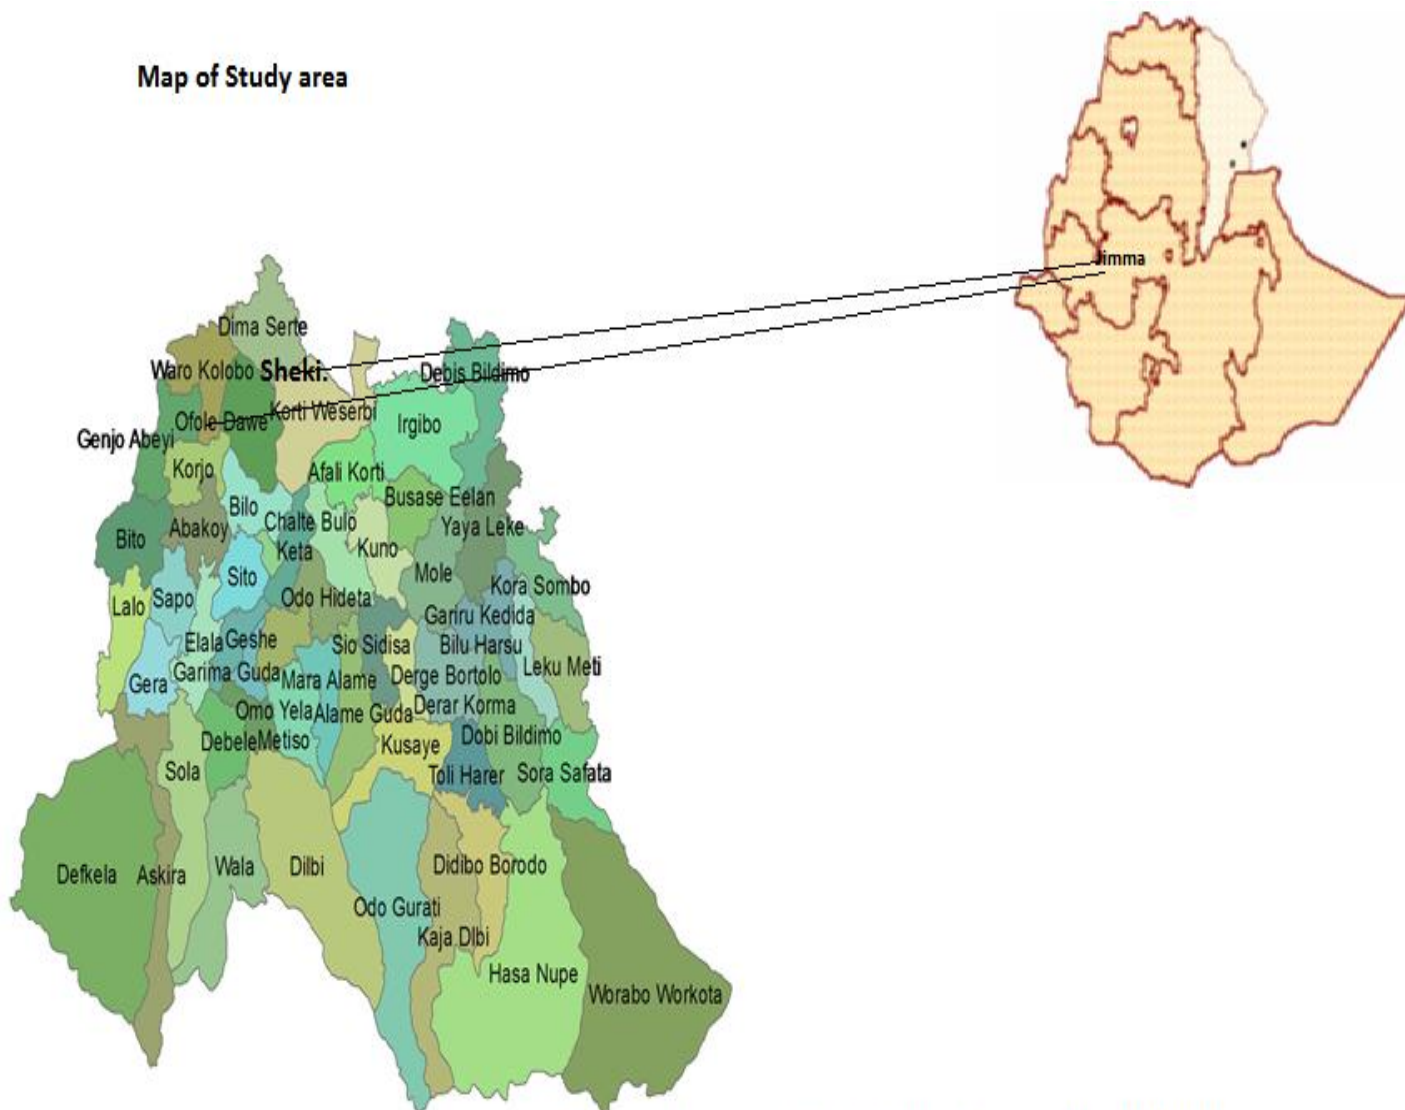 Map of Study area
Jimma
Dima Serte
Waro Kolobo
Sheki.
Debis Bildimo
Ofole Dawe
Korti Weserbi
Irgibo
Genjo Abeyi
Korjo
Afali Korti
Busase Eelan
Bilo
Chalte Bulo
Yaya Leke
Abakoy
Bito
Keta
Kuno
Sito
Mole
Kora Sombo
Lalo
Sapo
Odo Hideta
Gariru Kedida
Elala
Geshe
Sio Sidisa
Bilu Harsu
Leku Meti
Garima Guda
Mara Alame
Derge Bortolo
Gera
Omo Yela
Alame Guda
Derar Korma
Debele
Metiso
Kusaye
Dobi Bildimo
Sola
Toli Harer
Sora Safata
Defkela
Askira
Wala
Dilbi
Didibo Borodo
Odo Gurati
Kaja Dlbi
Hasa Nupe
Worabo Workota